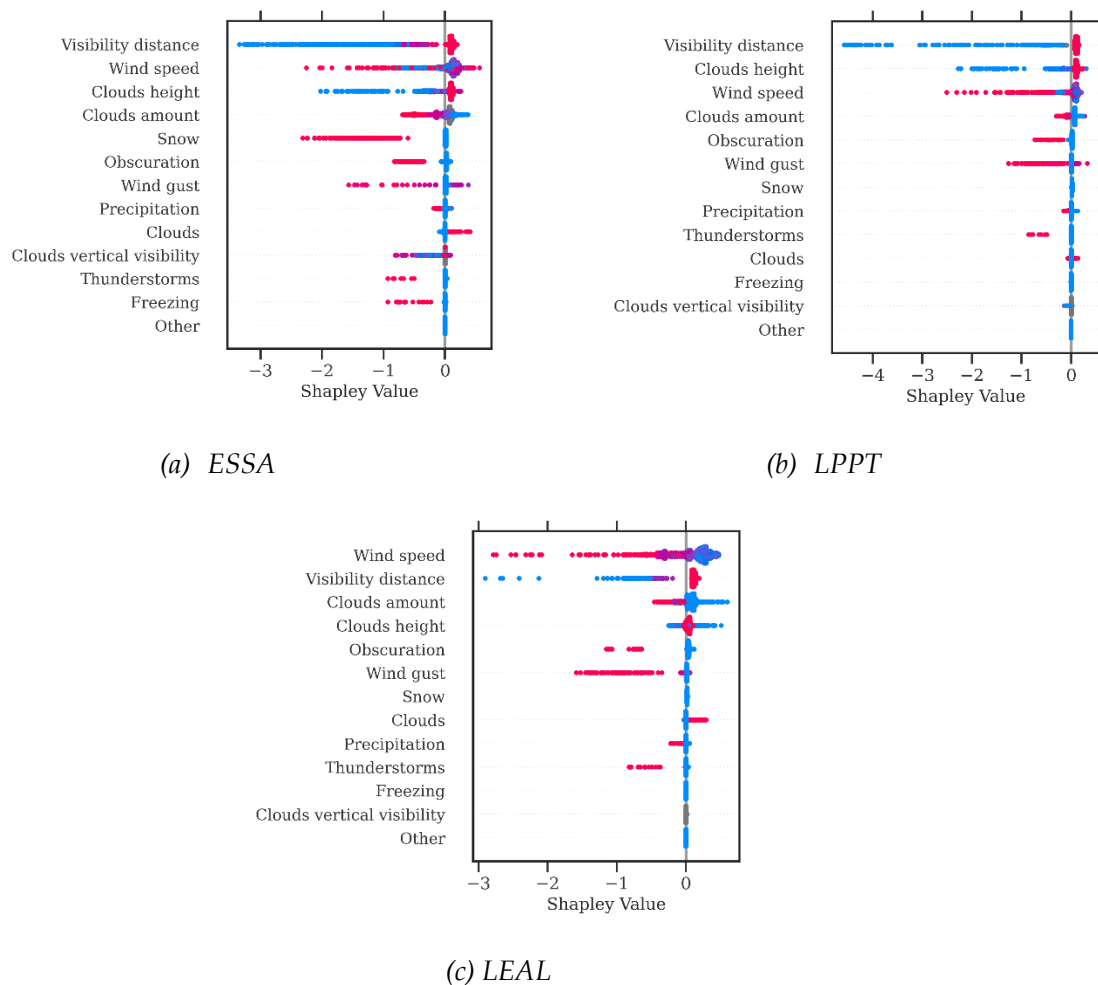 Visibility distance
Wind speed
Clouds height
Clouds amount
Snow
Obscuration
Wind gust
Precipitation
Clouds
Clouds vertical visibility
Thunderstorms
Freezing
Other
−3 −2 −1 0
Shapley Value
(a) ESSA
Visibility distance
Clouds height
Wind speed
Clouds amount
Obscuration
Wind gust
Snow
Precipitation
Thunderstorms
Clouds
Freezing
Clouds vertical visibility
Other
−4 −3 −2 −1 0
Shapley Value
(b) LPPT
Wind speed
Visibility distance
Clouds amount
Clouds height
Obscuration
Wind gust
Snow
Clouds
Precipitation
Thunderstorms
Freezing
Clouds vertical visibility
Other
−3 −2 −1 0
Shapley Value
(c) LEAL